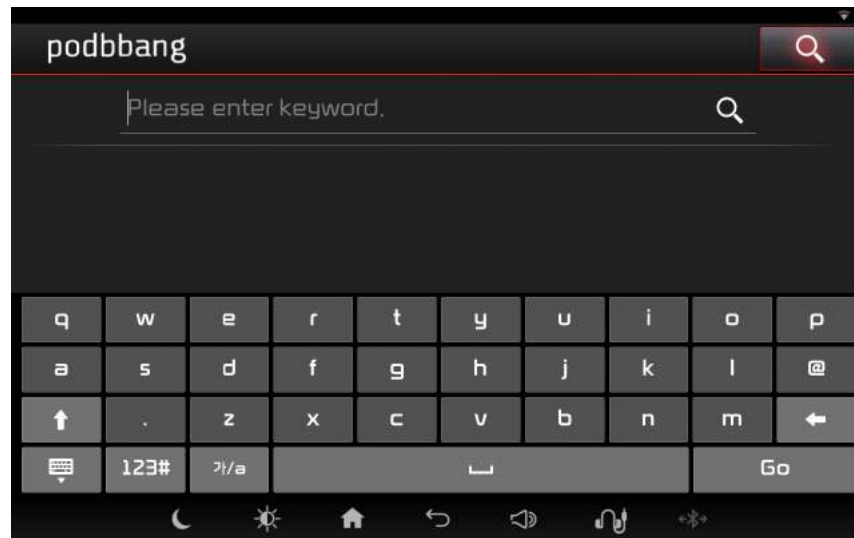 podbbang
Please enter keyword.
q w e r t y u i o p
a s d f g h j k l @
. z x c v b n m
123# 가/a Go